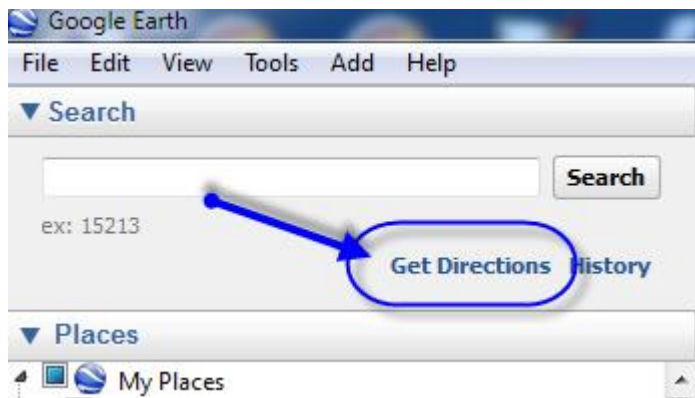 Google Earth
File Edit View Tools Add Help
Search
Search
ex: 15213
Get Directions History
Places
My Places